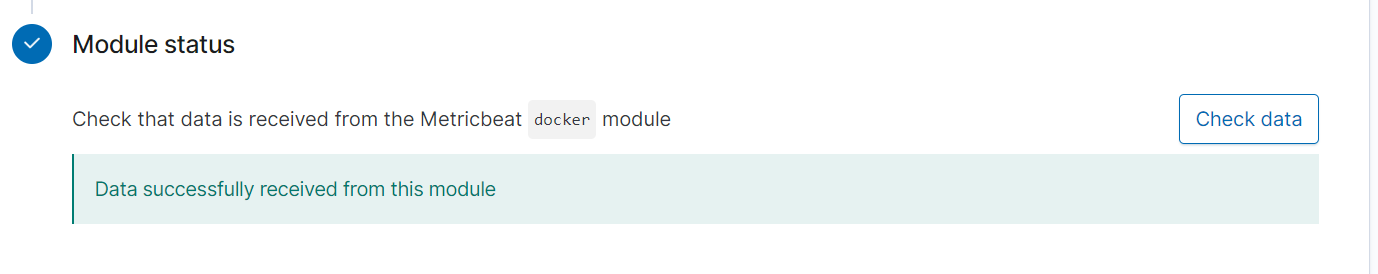 Module status
Check that data is received from the Metricbeat docker module
Check data
Data successfully received from this module